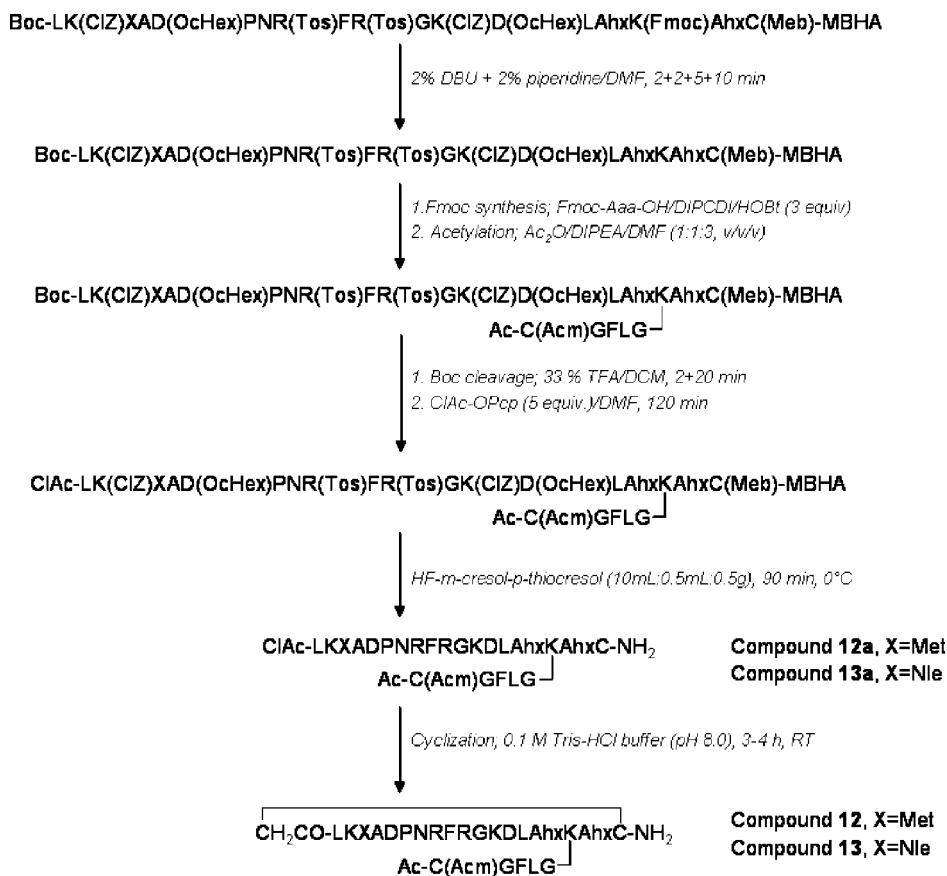 Boc-LK(ClZ)XAD(OcHex)PNR(Tos)FR(Tos)GK(ClZ)D(OcHex)LAhxK(Fmoc)AhxC(Meb)-MBHA
2% DBU + 2% piperidine/DMF, 2+2+5+10 min
Boc-LK(ClZ)XAD(OcHex)PNR(Tos)FR(Tos)GK(ClZ)D(OcHex)LAhxKAhxC(Meb)-MBHA
1.Fmoc synthesis; Fmoc-Aaa-OH/DIPCDI/HOBt (3 equiv)
2. Acetylation; Ac₂O/DIPEA/DMF (1:1:3, v/v/v)
Boc-LK(ClZ)XAD(OcHex)PNR(Tos)FR(Tos)GK(ClZ)D(OcHex)LAhxKAhxC(Meb)-MBHA
Ac-C(Acm)GFLG
1. Boc cleavage; 33 % TFA/DCM, 2+20 min
2. ClAc-OPcp (5 equiv.)/DMF, 120 min
ClAc-LK(ClZ)XAD(OcHex)PNR(Tos)FR(Tos)GK(ClZ)D(OcHex)LAhxKAhxC(Meb)-MBHA
Ac-C(Acm)GFLG
HF-m-cresol-p-thiocresol (10mL:0.5mL:0.5g), 90 min, 0°C
ClAc-LKXADPNRFRGKDLAhxKAhxC-NH₂ Compound 12a, X=Met
Ac-C(Acm)GFLG Compound 13a, X=Nle
Cyclization; 0.1 M Tris-HCl buffer (pH 8.0), 3-4 h, RT
CH₂CO-LKXADPNRFRGKDLAhxKAhxC-NH₂ Compound 12, X=Met
Ac-C(Acm)GFLG Compound 13, X=Nle